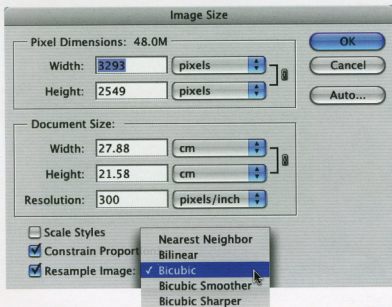 Image Size
Pixel Dimensions: 48.0M
OK
Width: 3293 pixels
Cancel
Height: 2549 pixels
Auto...
Document Size:
Width: 27.88 cm
Height: 21.58 cm
Resolution: 300 pixels/inch
Scale Styles
Nearest Neighbor
Constrain
Bilinear
Resample Image: ✓ Bicubic
Bicubic Smoother
Bicubic Sharper